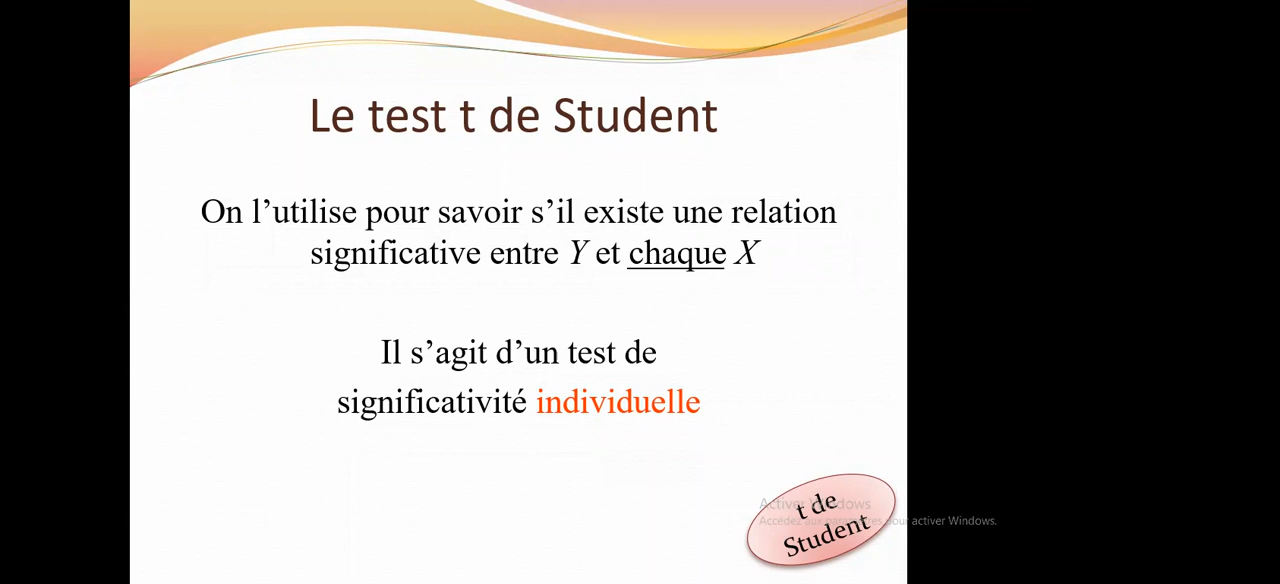 Le test t de Student
On l’utilise pour savoir s’il existe une relation
significative entre Y et chaque X
Il s’agit d’un test de
significativité individuelle
t de
Student
Activer Windows
Accédez aux paramètres pour activer Windows.